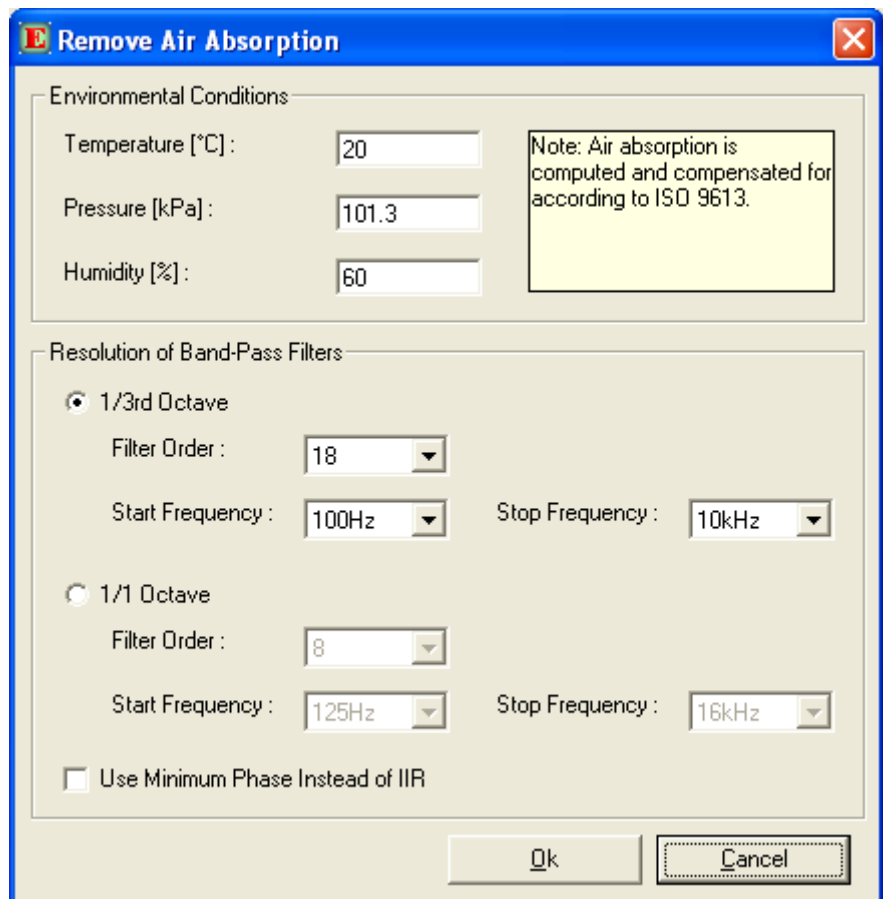 E Remove Air Absorption
Environmental Conditions
Temperature [°C] : 20
Note: Air absorption is
computed and compensated for
according to ISO 9613.
Pressure [kPa] : 101.3
Humidity [%] : 60
Resolution of Band-Pass Filters
1/3rd Octave
Filter Order : 18
Start Frequency : 100Hz Stop Frequency : 10kHz
1/1 Octave
Filter Order : 8
Start Frequency : 125Hz Stop Frequency : 16kHz
Use Minimum Phase Instead of IIR
Ok Cancel